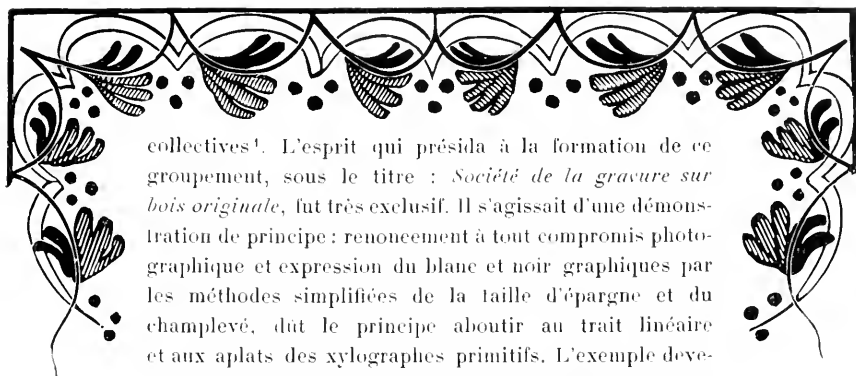 collectives¹. L'esprit qui présida à la formation de ce
groupement, sous le titre : Société de la gravure sur
bois originale, fut très exclusif. Il s'agissait d'une démons-
tration de principe : renoncement à tout compromis photo-
graphique et expression du blanc et noir graphiques par
les méthodes simplifiées de la taille d'épargne et du
champlevé, dût le principe aboutir au trait linéaire
et aux aplats des xylographes primitifs. L'exemple deve-